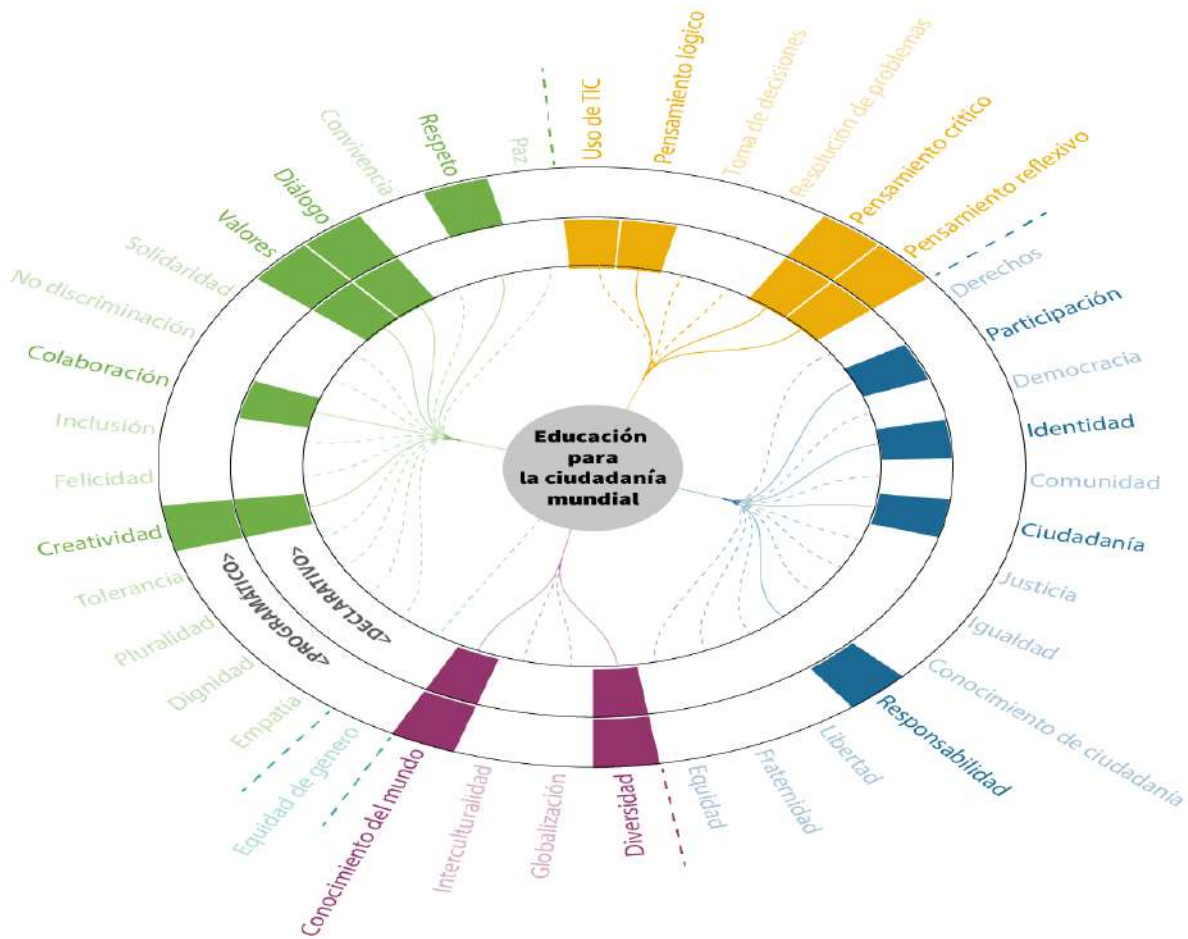 Uso de TIC
Pensamiento lógico
Toma de decisiones
Resolución de problemas
Pensamiento crítico
Pensamiento reflexivo
Derechos
Participación
Democracia
Identidad
Comunidad
Ciudadanía
Justicia
Igualdad
Conocimiento de ciudadanía
Responsabilidad
Libertad
Fraternidad
Equidad
Diversidad
Globalización
Interculturalidad
Conocimiento del mundo
Equidad de género
Empatía
Dignidad
Pluralidad
Tolerancia
Creatividad
Felicidad
Inclusión
Colaboración
No discriminación
Solidaridad
Valores
Diálogo
Convivencia
Respeto
Paz
Educación
para
la ciudadanía
mundial
<DECLARATIVO>
<PROGRAMÁTICO>